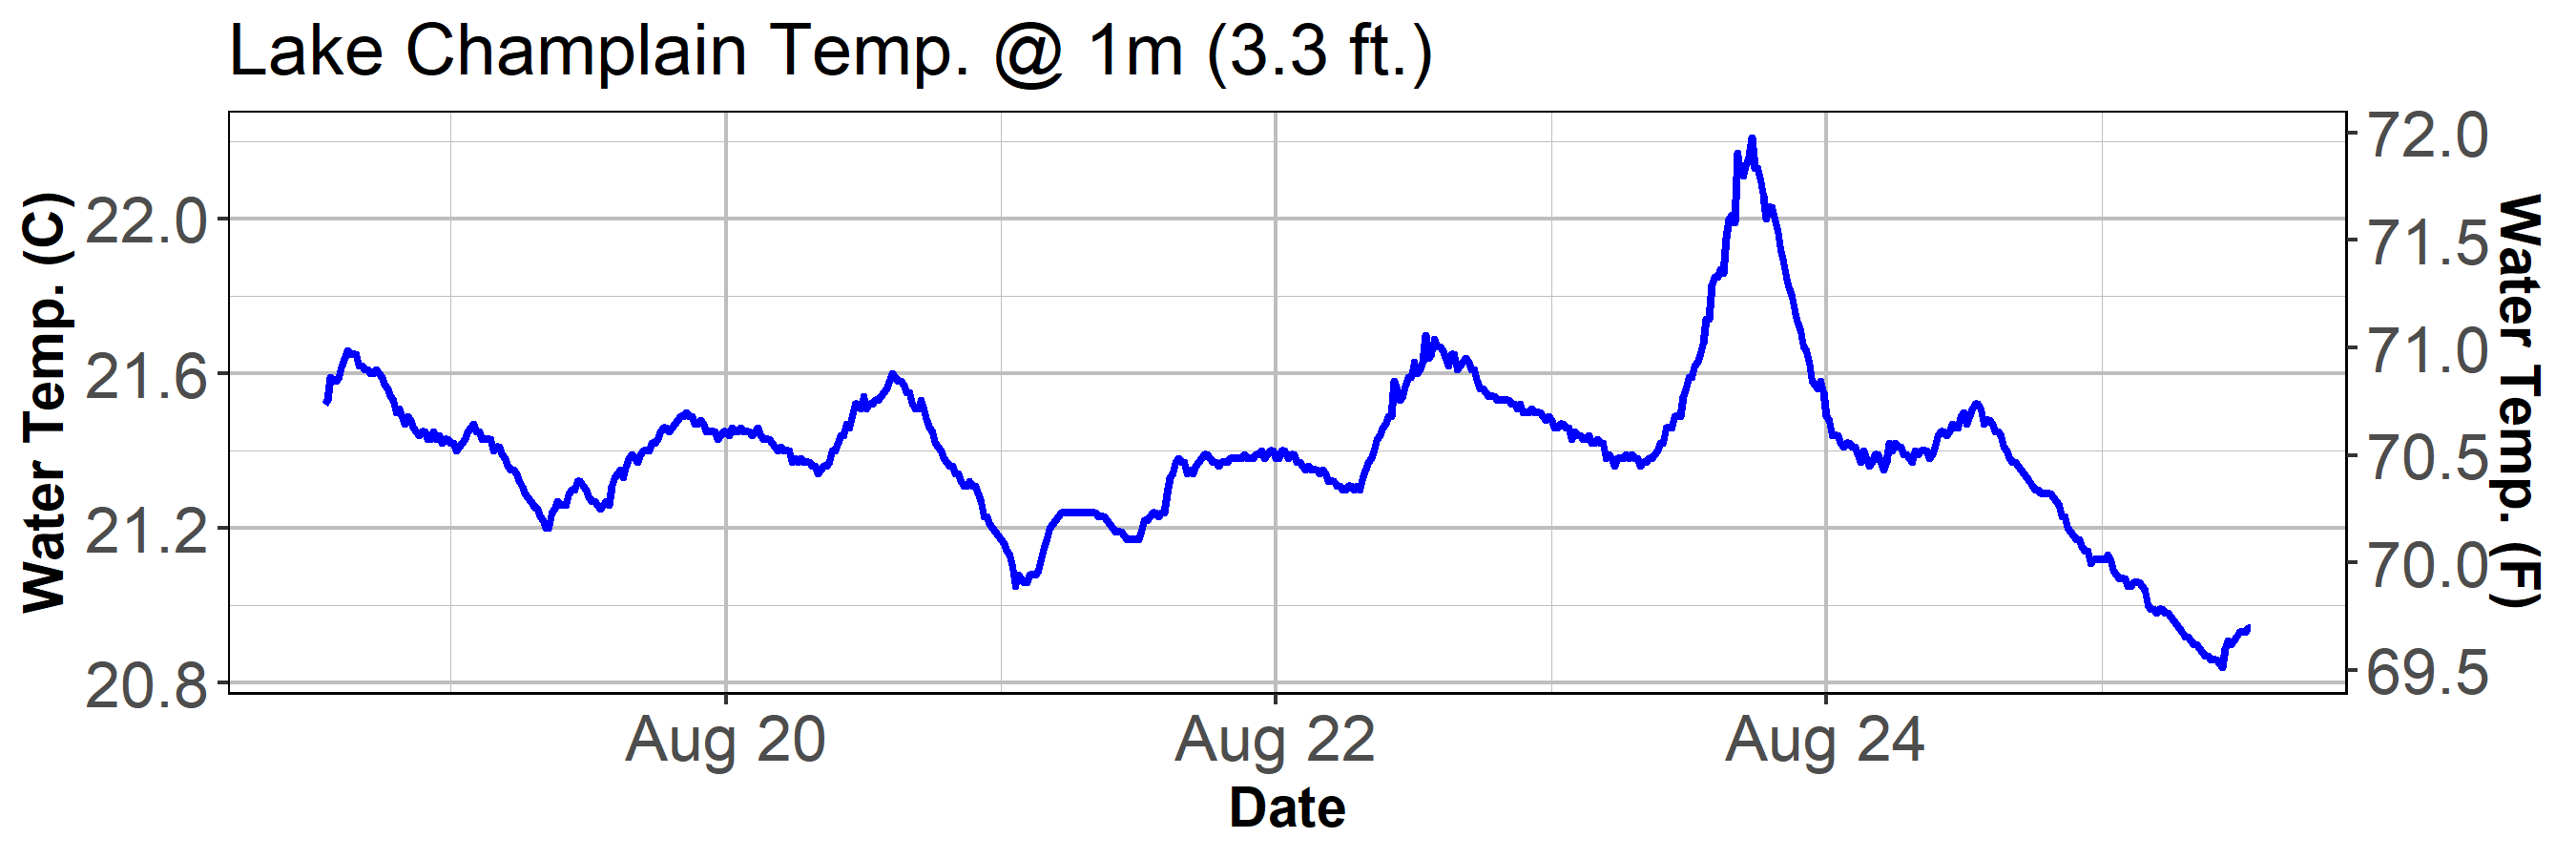 Lake Champlain Temp. @ 1m (3.3 ft.)
Water Temp. (C)
22.0
21.6
21.2
20.8
72.0
71.5
71.0
70.5
70.0
69.5
Water Temp. (F)
Aug 20
Aug 22
Aug 24
Date